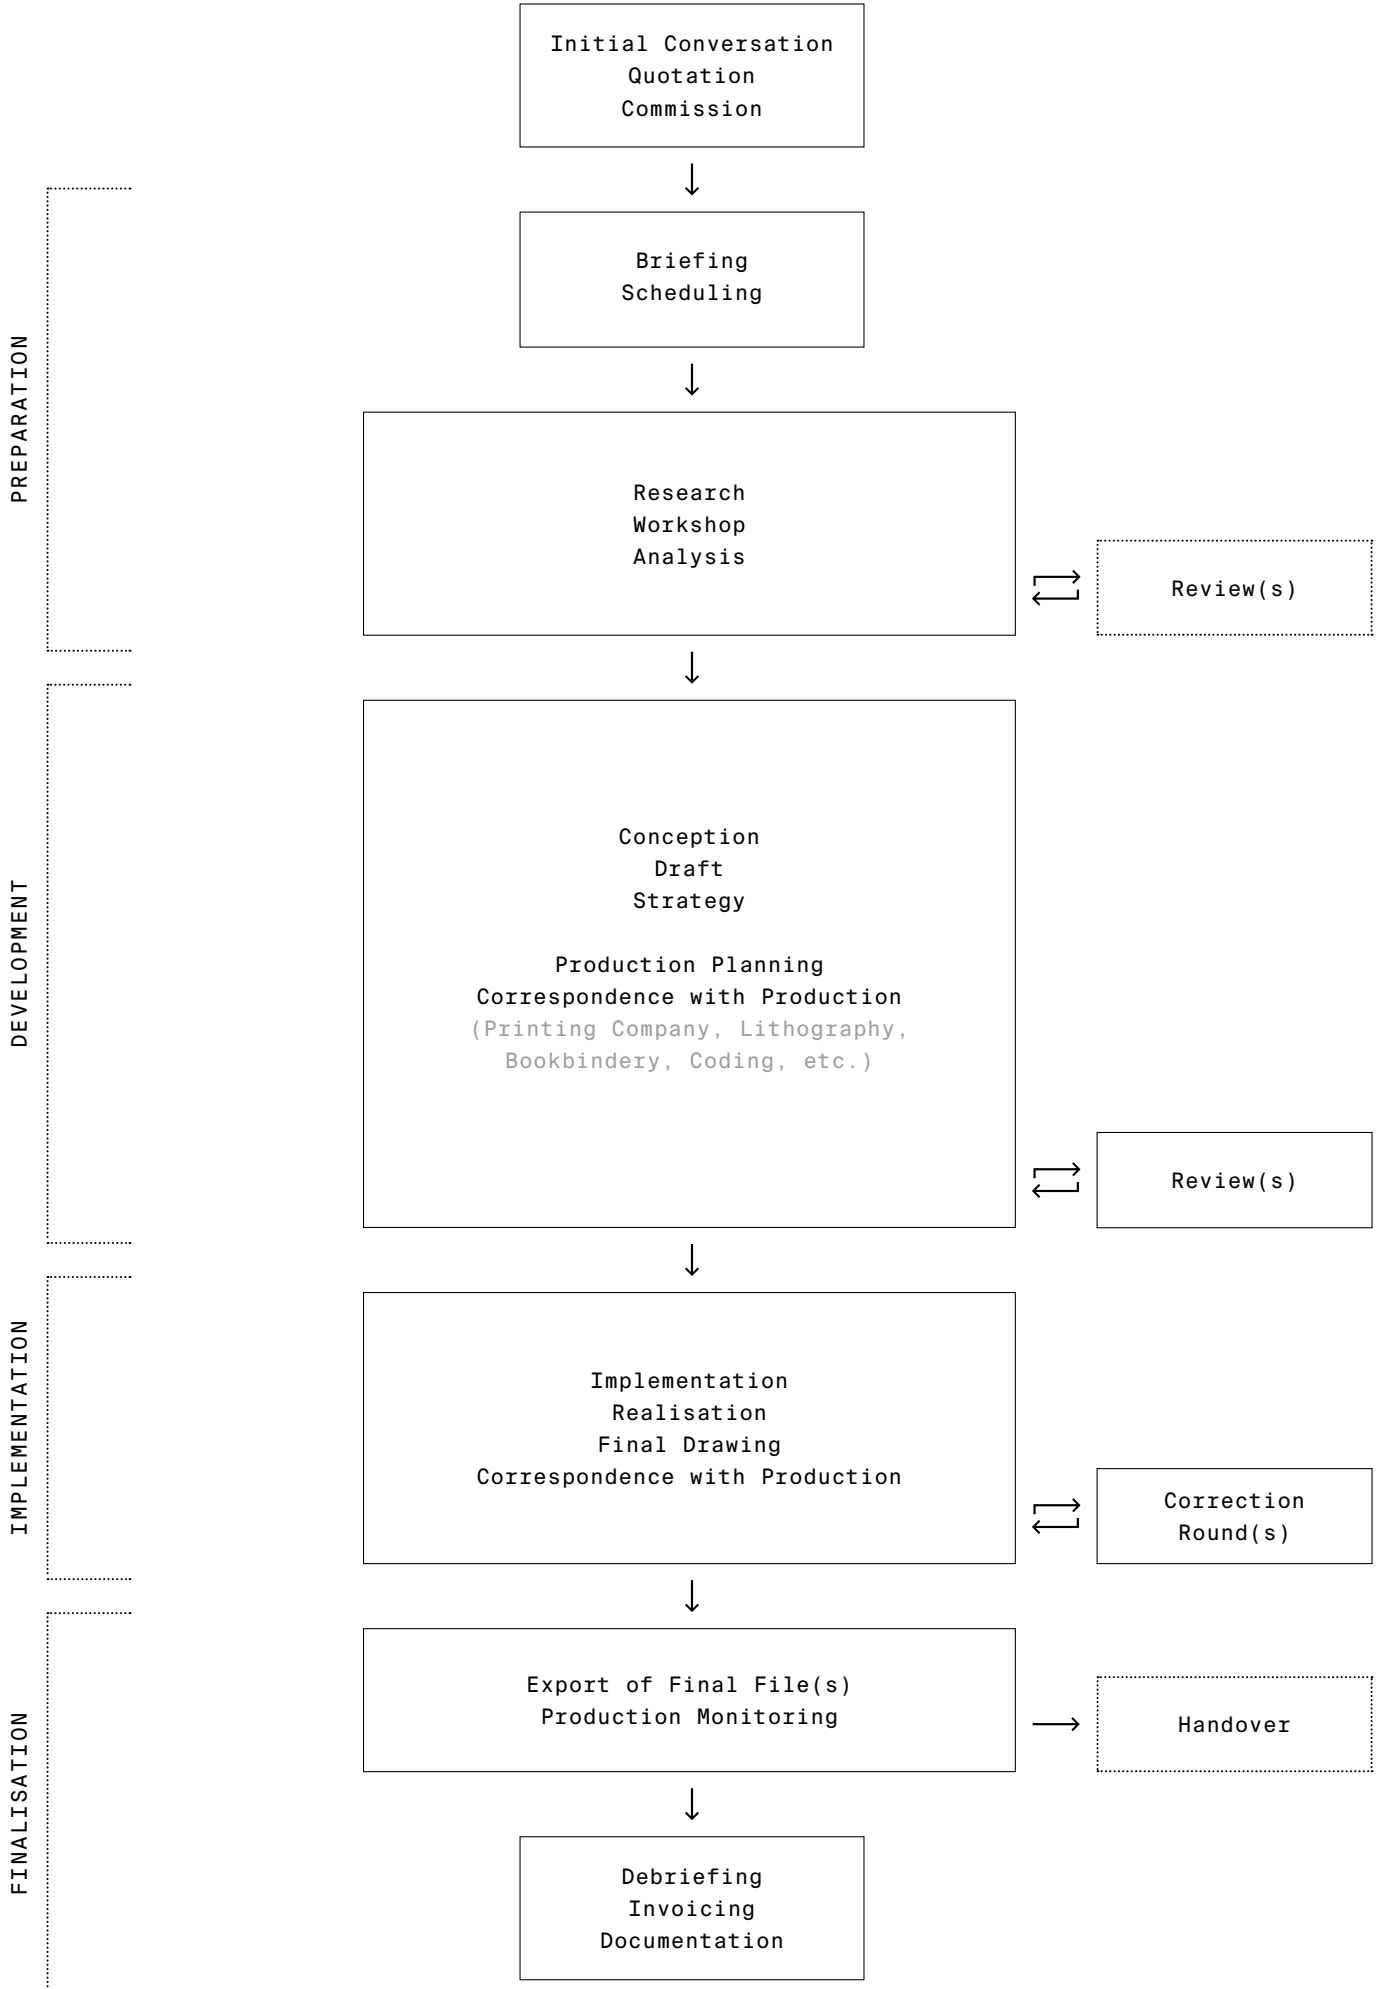 Initial Conversation
Quotation
Commission
PREPARATION
Briefing
Scheduling
Research
Workshop
Analysis
Review(s)
DEVELOPMENT
Conception
Draft
Strategy
Production Planning
Correspondence with Production
(Printing Company, Lithography,
Bookbindery, Coding, etc.)
Review(s)
IMPLEMENTATION
Implementation
Realisation
Final Drawing
Correspondence with Production
Correction
Round(s)
FINALISATION
Export of Final File(s)
Production Monitoring
Handover
Debriefing
Invoicing
Documentation